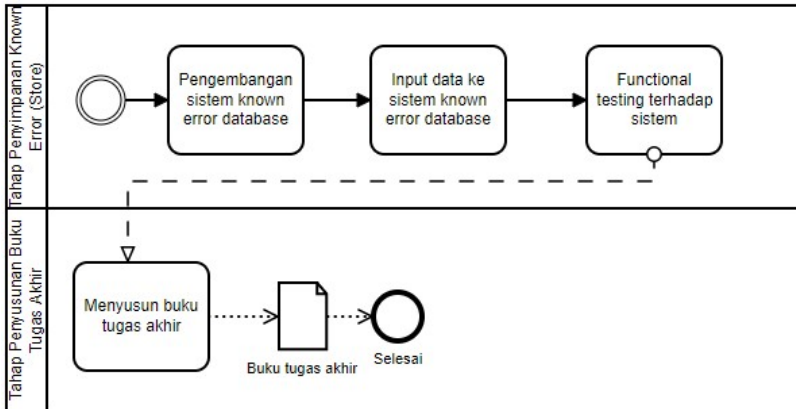 Tahap Penyimpanan Known
Error (Store)
Pengembangan
sistem known
error database
Input data ke
sistem known
error database
Functional
testing terhadap
sistem
Tahap Penyusunan Buku
Tugas Akhir
Menyusun buku
tugas akhir
Buku tugas akhir
Selesai